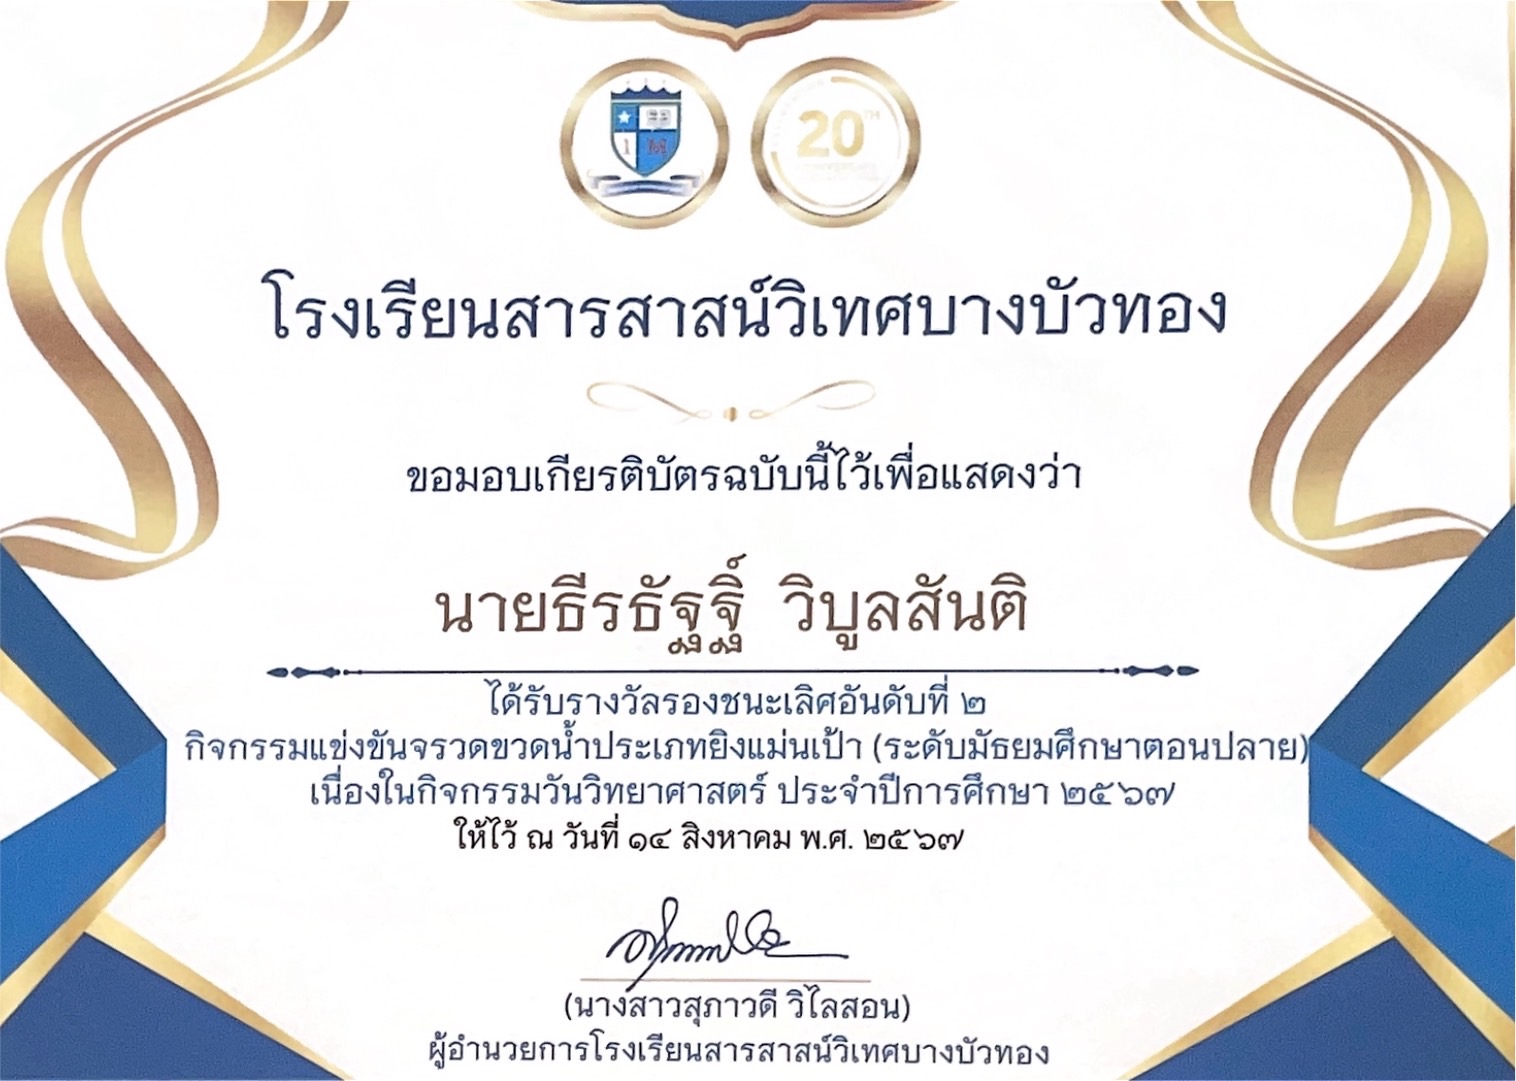 20TH
โรงเรียนสารสาสน์วิเทศบางบัวทอง
ขอมอบเกียรติบัตรฉบับนี้ไว้เพื่อแสดงว่า
นายธีรธัฐฐิ์ วิบูลสันติ
ได้รับรางวัลรองชนะเลิศอันดับที่ ๒
กิจกรรมแข่งขันจรวดขวดน้ำประเภทยิงแม่นเป้า (ระดับมัธยมศึกษาตอนปลาย)
เนื่องในกิจกรรมวันวิทยาศาสตร์ ประจำปีการศึกษา ๒๕๖๗
ให้ไว้ ณ วันที่ ๑๔ สิงหาคม พ.ศ. ๒๕๖๗
(นางสาวสุภาวดี วิไลสอน)
ผู้อำนวยการโรงเรียนสารสาสน์วิเทศบางบัวทอง